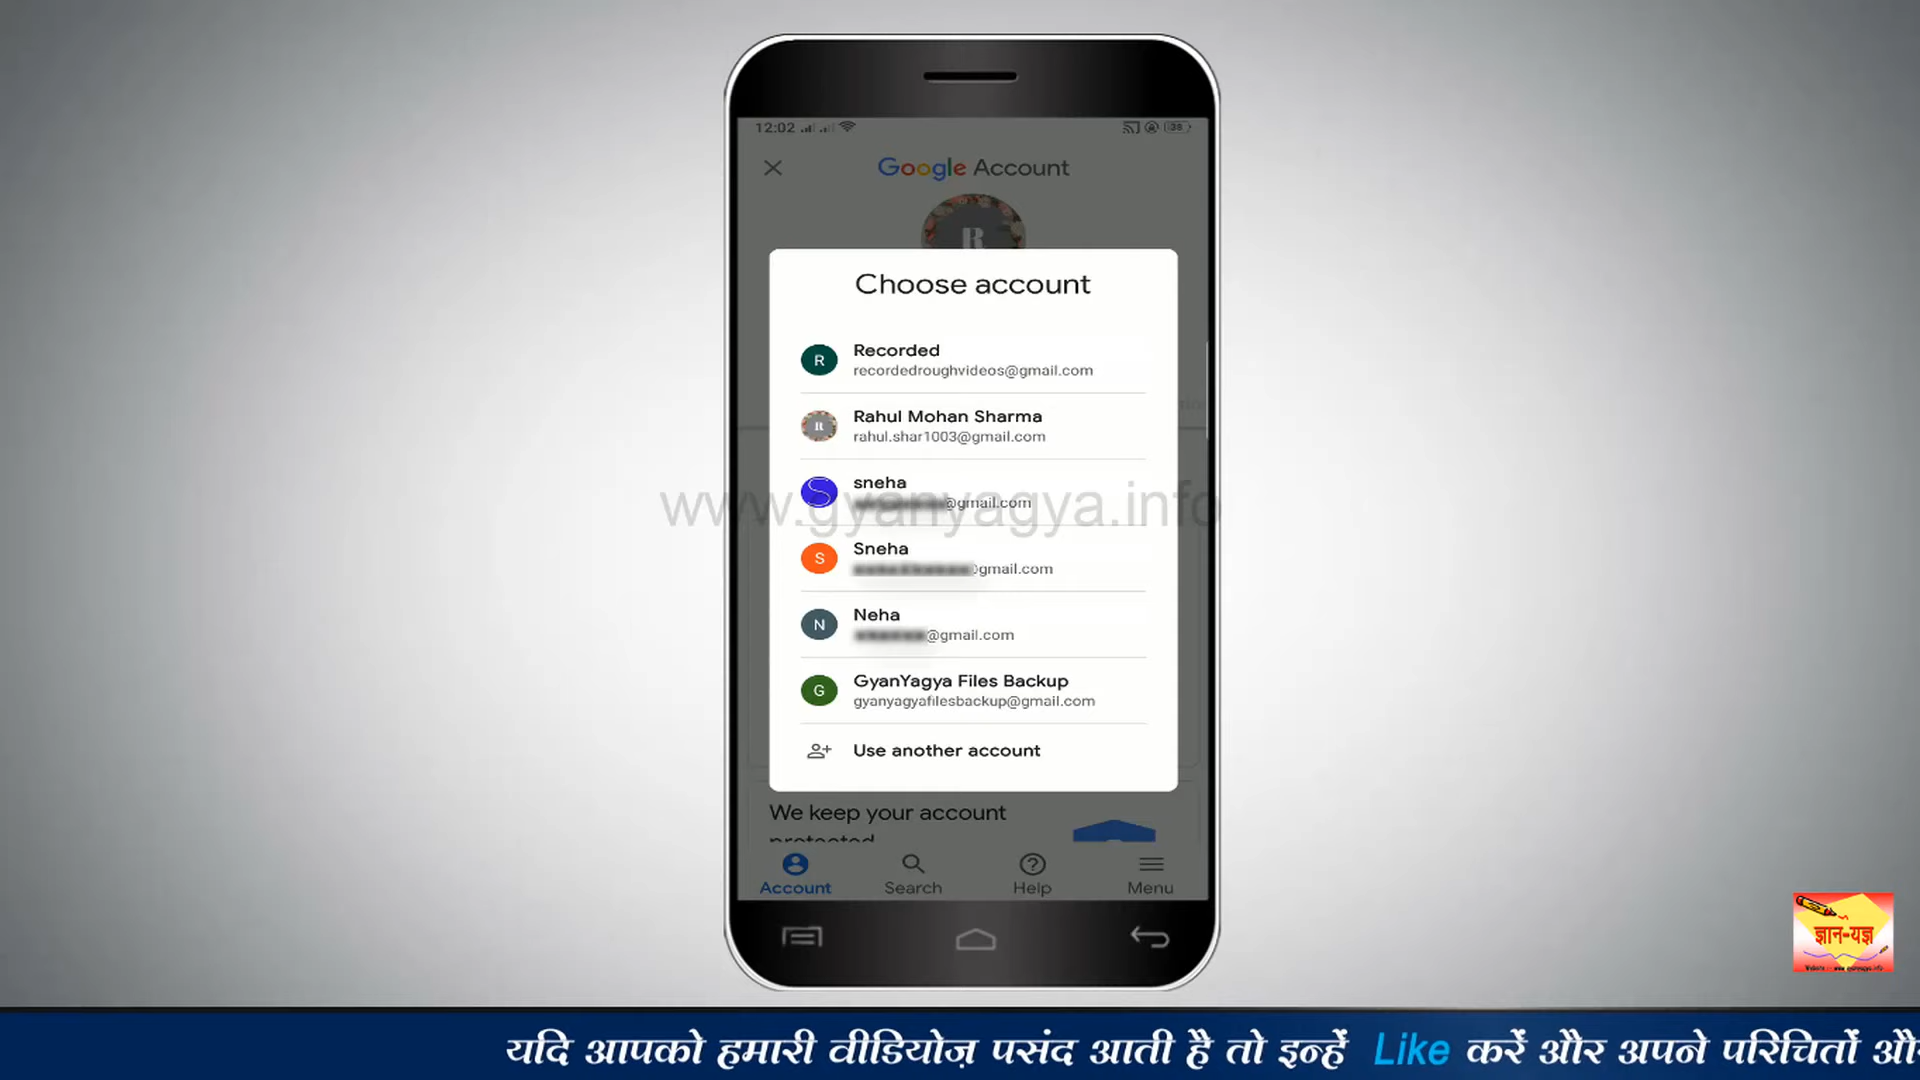 12:02
38
Google Account
R
Choose account
R
Recorded
recordedroughvideos@gmail.com
R
Rahul Mohan Sharma
rahul.shar1003@gmail.com
S
sneha
@gmail.com
www.gyanyagya.info
S
Sneha
gmail.com
N
Neha
@gmail.com
G
GyanYagya Files Backup
gyanyagyafilesbackup@gmail.com
Use another account
We keep your account
protected
Account
Search
Help
Menu
ज्ञान-यज्ञ
यदि आपको हमारी वीडियोज़ पसंद आती है तो इन्हें Like करें और अपने परिचितों